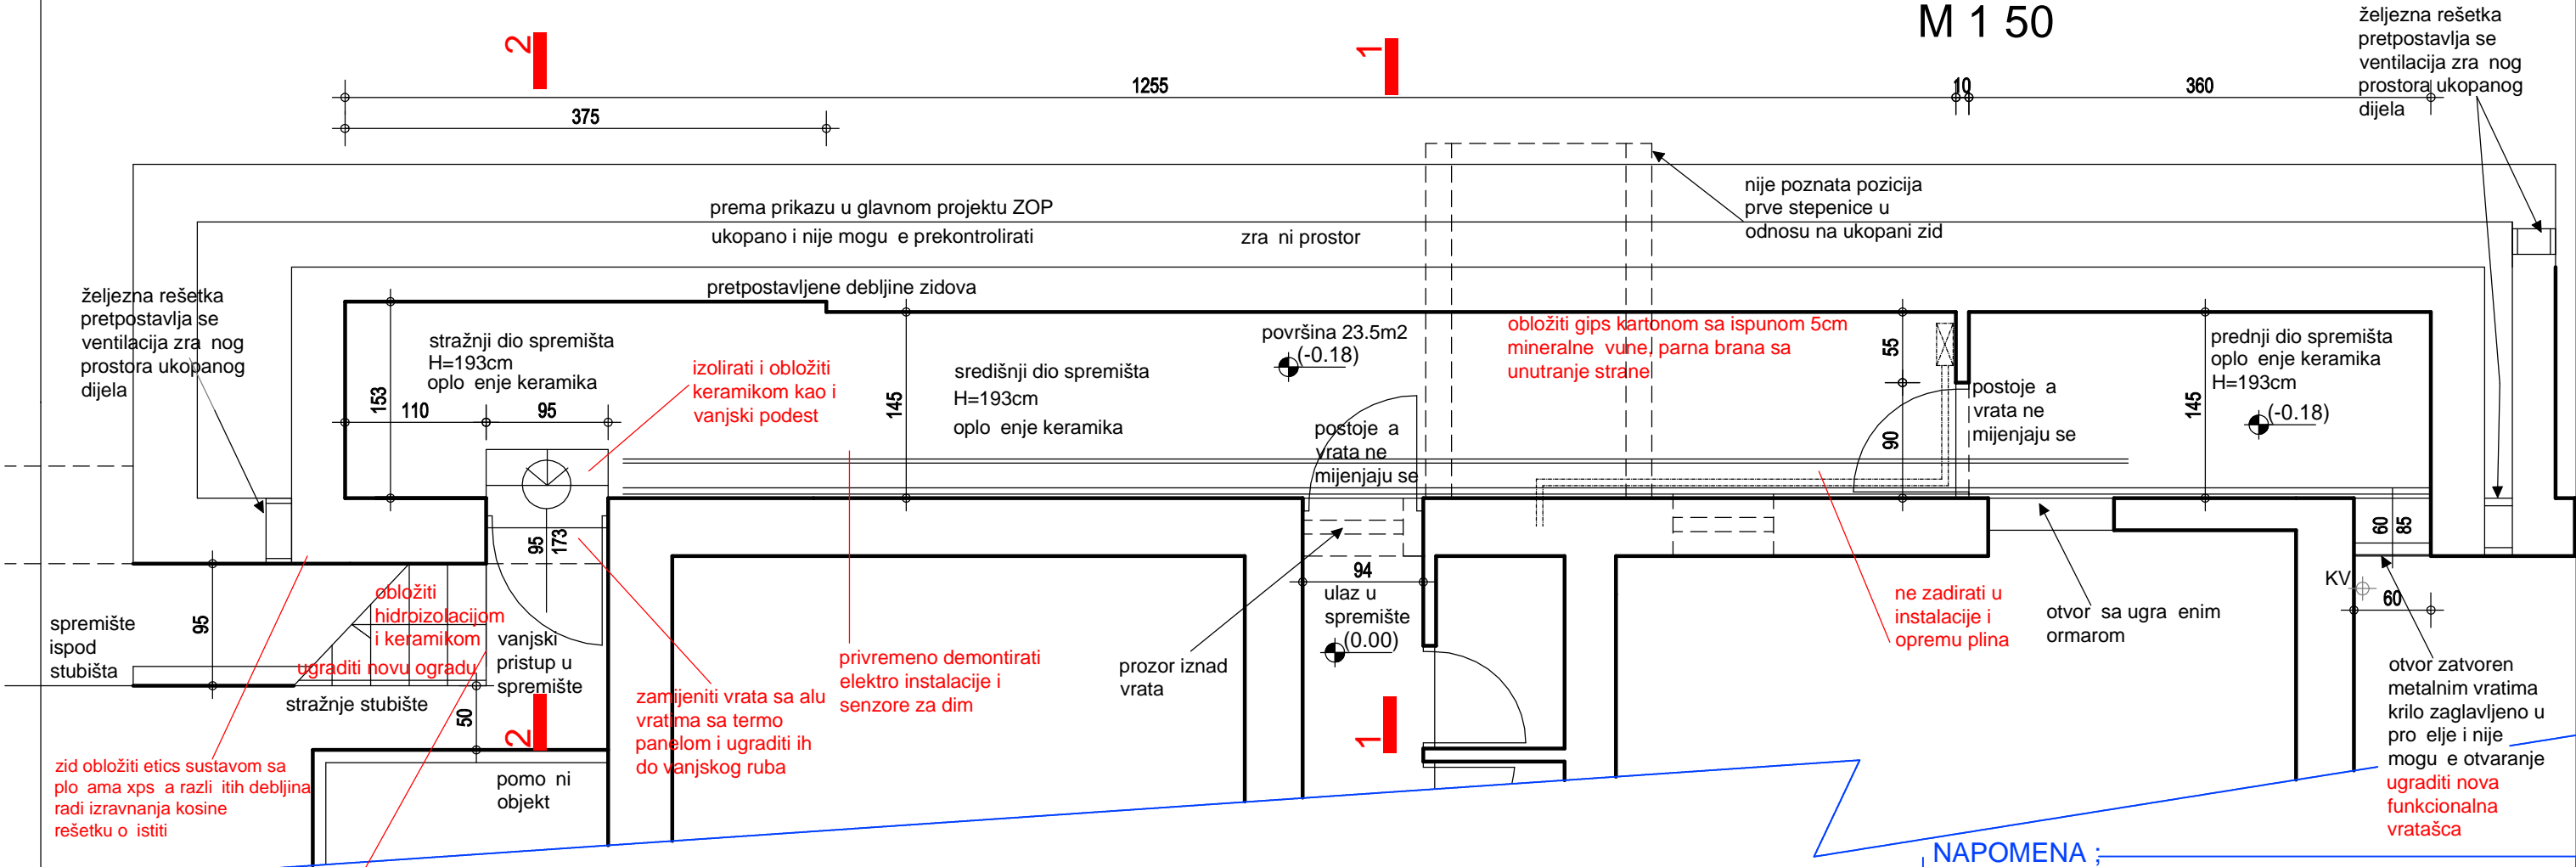 M 1 50
željezna rešetka
pretpostavlja se
ventilacija zra nog
prostora ukopanog
dijela
2
1
1255
10
360
375
nije poznata pozicija
prve stepenice u
odnosu na ukopani zid
prema prikazu u glavnom projektu ZOP
ukopano i nije mogu e prekontrolirati
zra ni prostor
pretpostavljene debljine zidova
željezna rešetka
pretpostavlja se
ventilacija zra nog
prostora ukopanog
dijela
stražnji dio spremišta
H=193cm
oplo enje keramika
153
110
95
izolirati i obložiti
keramikom kao i
vanjski podest
145
središnji dio spremišta
H=193cm
oplo enje keramika
površina 23.5m2
(-0.18)
obložiti gips kartonom sa ispunom 5cm
mineralne vune, parna brana sa
unutranje strane
55
90
postoje a
vrata ne
mijenjaju se
postoje a
vrata ne
mijenjaju se
145
prednji dio spremišta
oplo enje keramika
H=193cm
(-0.18)
95
173
94
ulaz u
spremište
(0.00)
60
85
KV
60
spremište
ispod
stubišta
95
obložiti
hidroizolacijom
i keramikom
ugraditi novu ogradu
stražnje stubište
50
vanjski
pristup u
spremište
zamijeniti vrata sa alu
vratima sa termo
panelom i ugraditi ih
do vanjskog ruba
privremeno demontirati
elektro instalacije i
senzore za dim
prozor iznad
vrata
ne zadirati u
instalacije i
opremu plina
otvor sa ugra enim
ormarom
otvor zatvoren
metalnim vratima
krilo zaglavljeno u
pro elje i nije
mogu e otvaranje
ugraditi nova
funkcionalna
vratašca
2
1
zid obložiti etics sustavom sa
plo ama xps a razli itih debljina
radi izravnanja kosine
rešetku o istiti
pomo ni
objekt
NAPOMENA ;